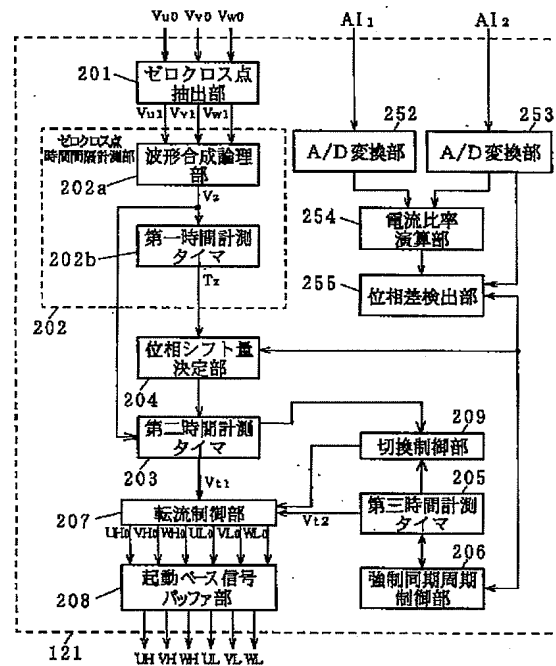 Vu0 Vv0 Vw0
AI1
AI2
201
ゼロクロス点
抽出部
Vu1 Vv1 Vw1
252
253
ゼロクロス点
時間間隔計測部
波形合成論理
部
202a
A/D変換部
A/D変換部
Vz
254
電流比率
演算部
第一時間計測
タイマ
202b
Tz
255
位相差検出部
202
位相シフト量
決定部
204
209
第二時間計測
タイマ
203
切換制御部
205
Vt1
第三時間計測
タイマ
転流制御部
207
Vt2
UH0 VH0 WH0 UL0 VL0 WL0
206
起動ベース信号
バッファ部
208
強制同期周期
制御部
121
UH VH WH UL VL WL